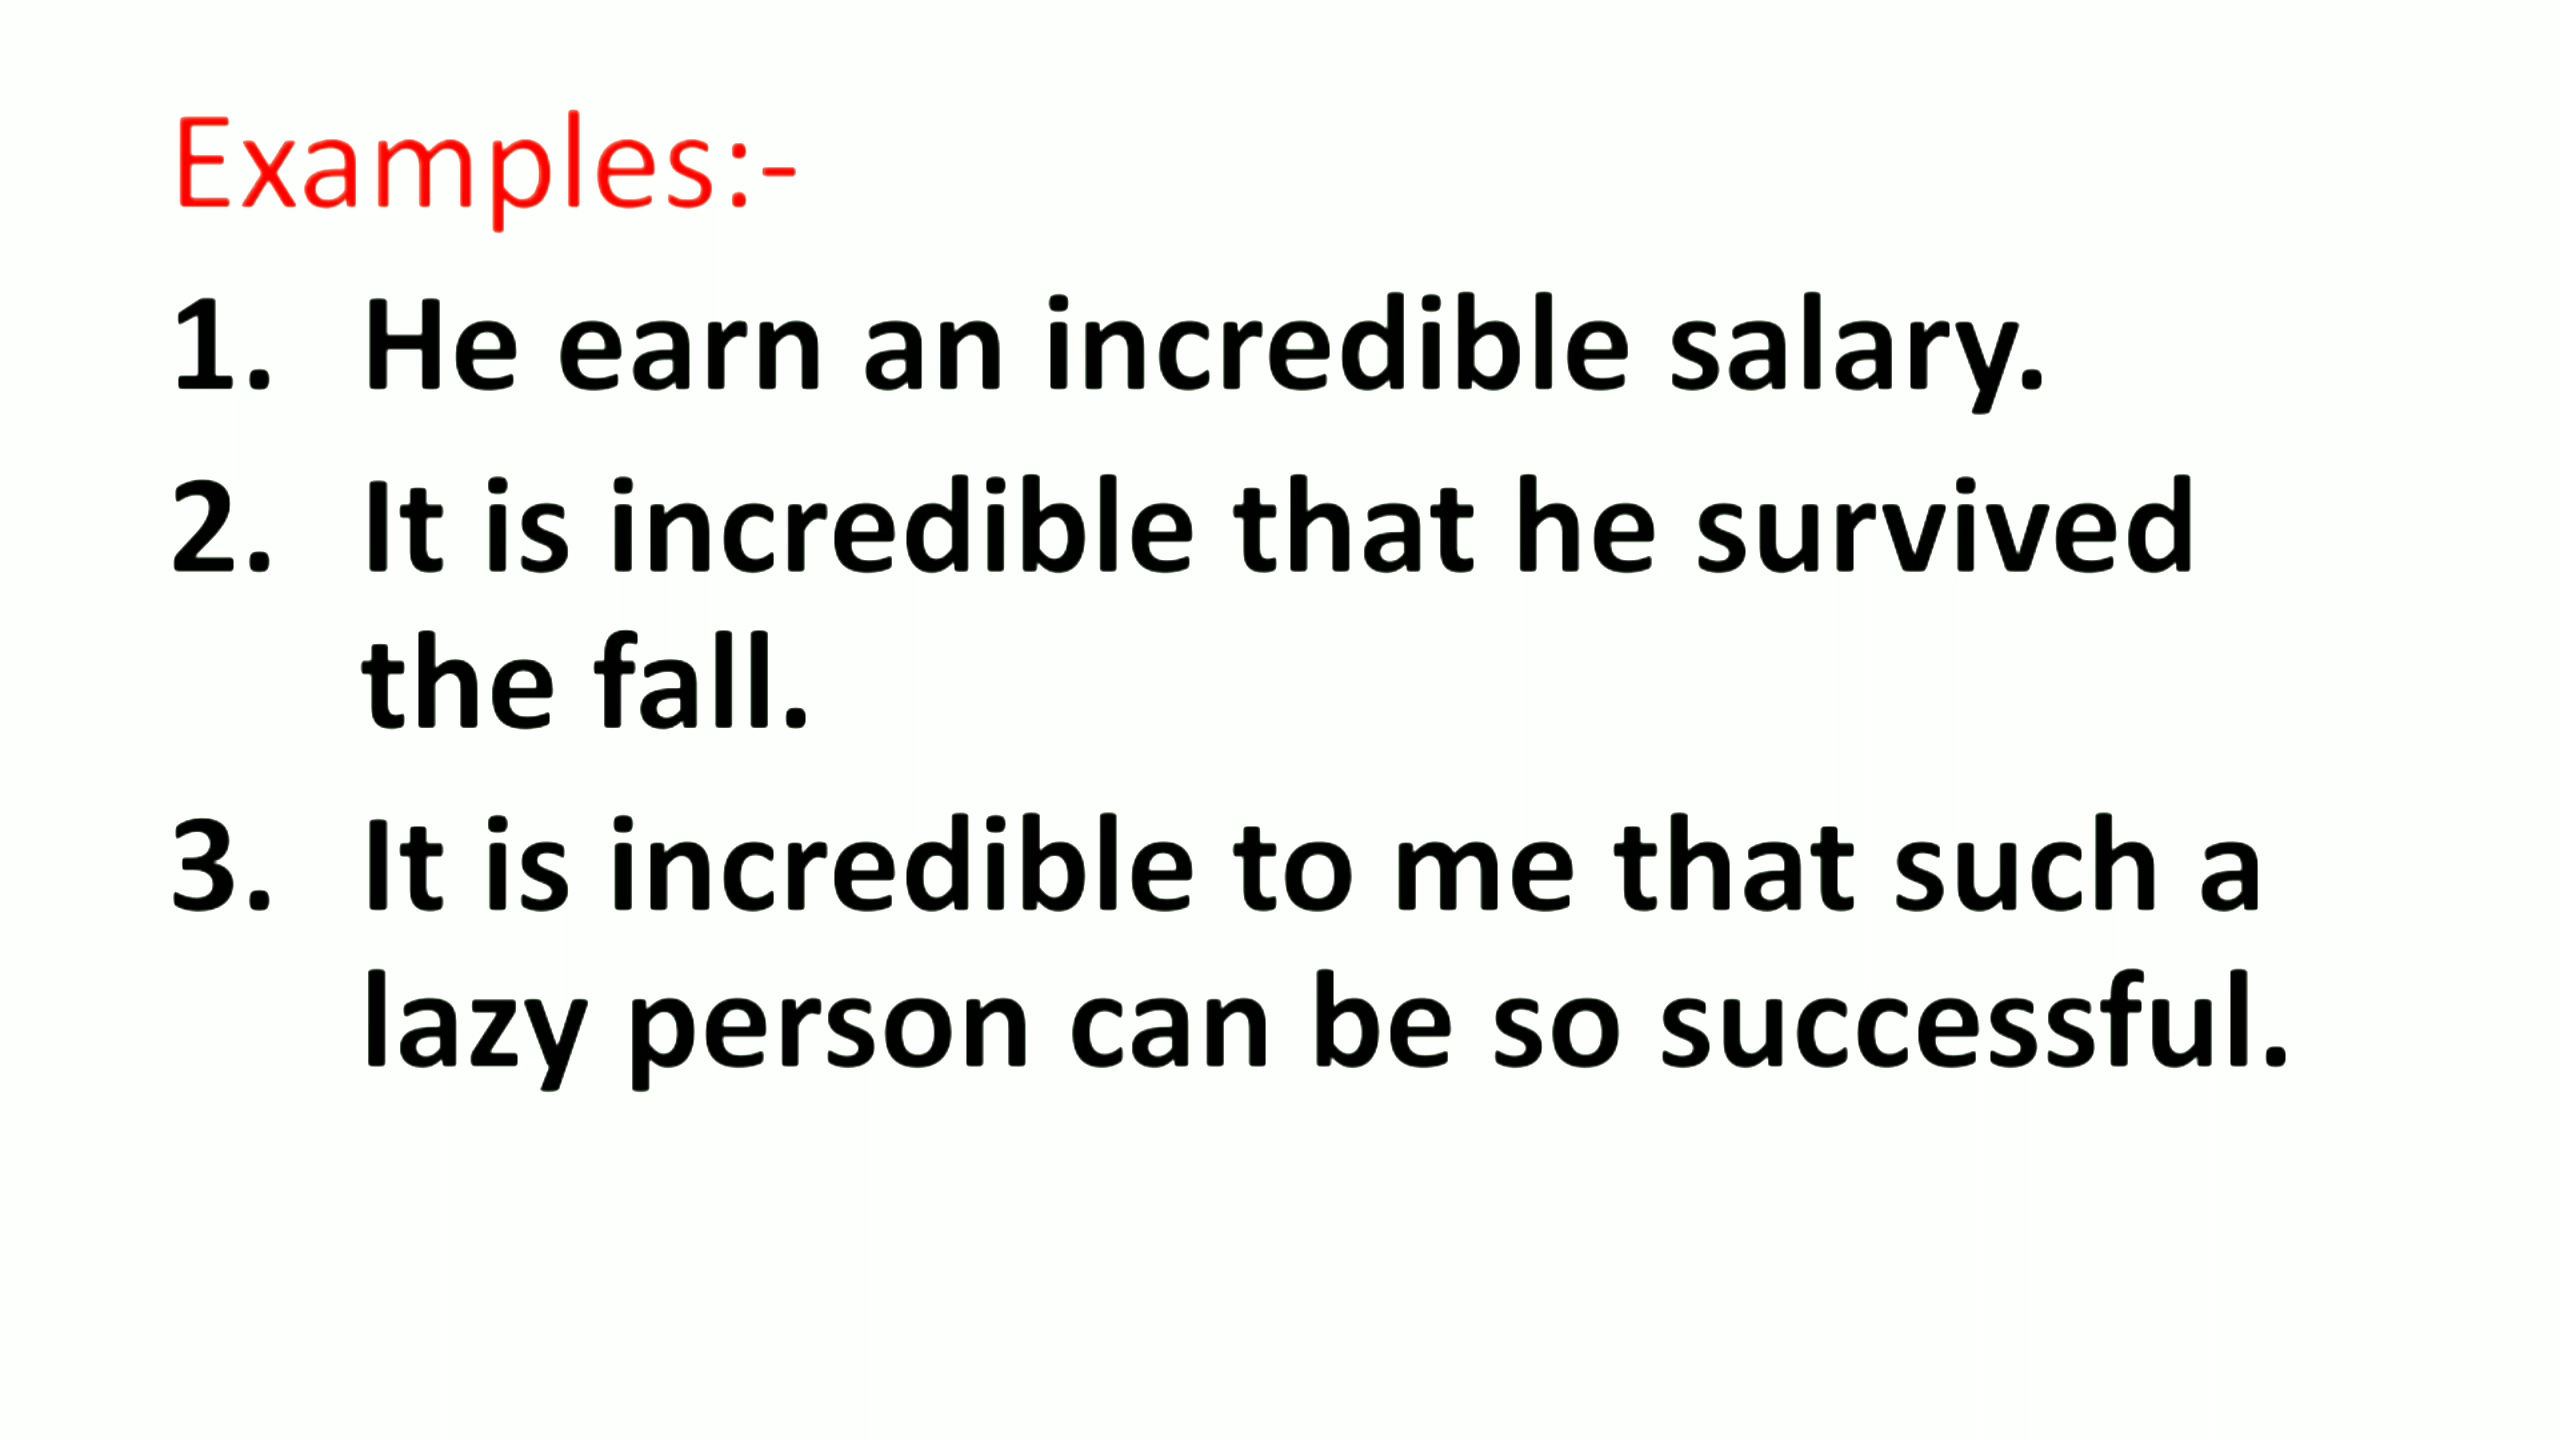 Examples:-
1. He earn an incredible salary.
2. It is incredible that he survived
the fall.
3. It is incredible to me that such a
lazy person can be so successful.